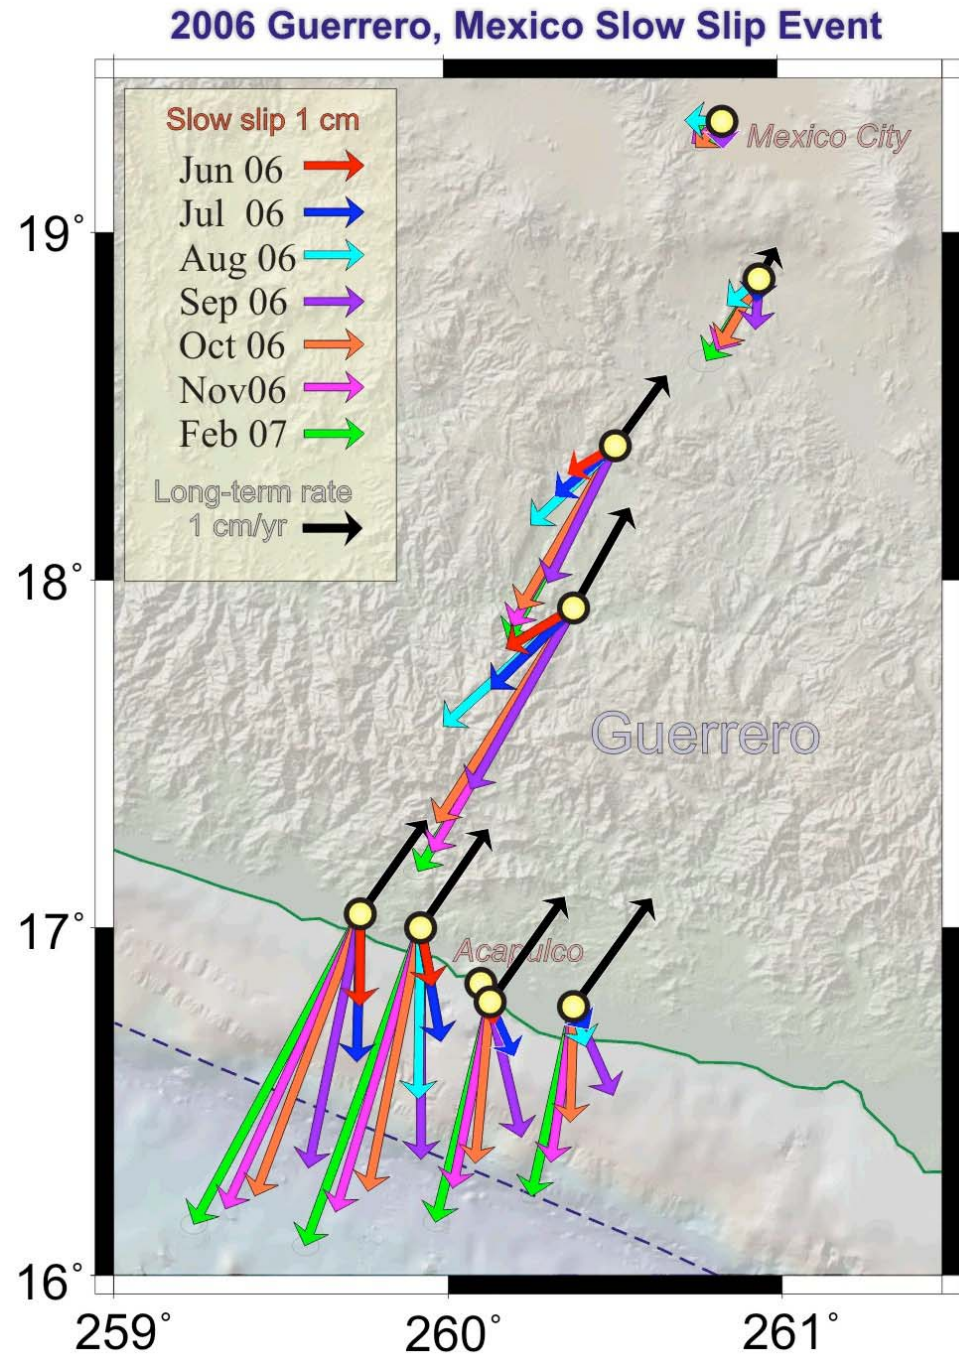 2006 Guerrero, Mexico Slow Slip Event
Slow slip 1 cm
Jun 06
Jul 06
Aug 06
Sep 06
Oct 06
Nov06
Feb 07
Long-term rate
1 cm/yr
Mexico City
Guerrero
Acapulco
19°
18°
17°
16°
259°
260°
261°